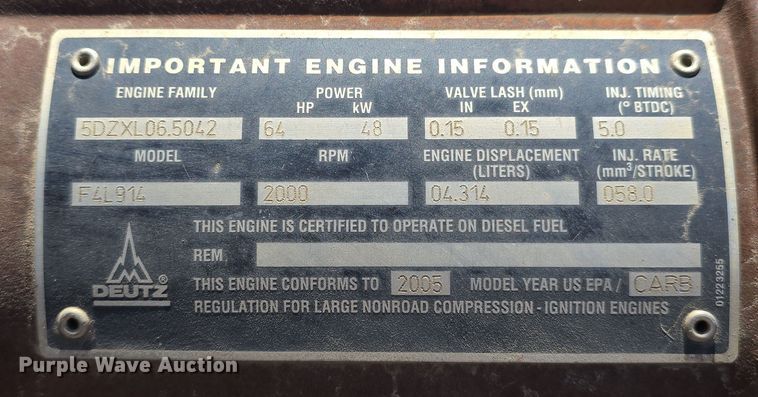 IMPORTANT ENGINE INFORMATION
ENGINE FAMILY POWER VALVE LASH (mm) INJ. TIMING
HP kW IN EX (° BTDC)
5DZXL06.5042 64 48 0.15 0.15 5.0
MODEL RPM ENGINE DISPLACEMENT INJ. RATE
(LITERS) (mm³/STROKE)
F4L914 2000 04.314 058.0
THIS ENGINE IS CERTIFIED TO OPERATE ON DIESEL FUEL
REM.
THIS ENGINE CONFORMS TO 2005 MODEL YEAR US EPA / CARB
REGULATION FOR LARGE NONROAD COMPRESSION - IGNITION ENGINES
DEUTZ ®
01223255
Purple Wave Auction